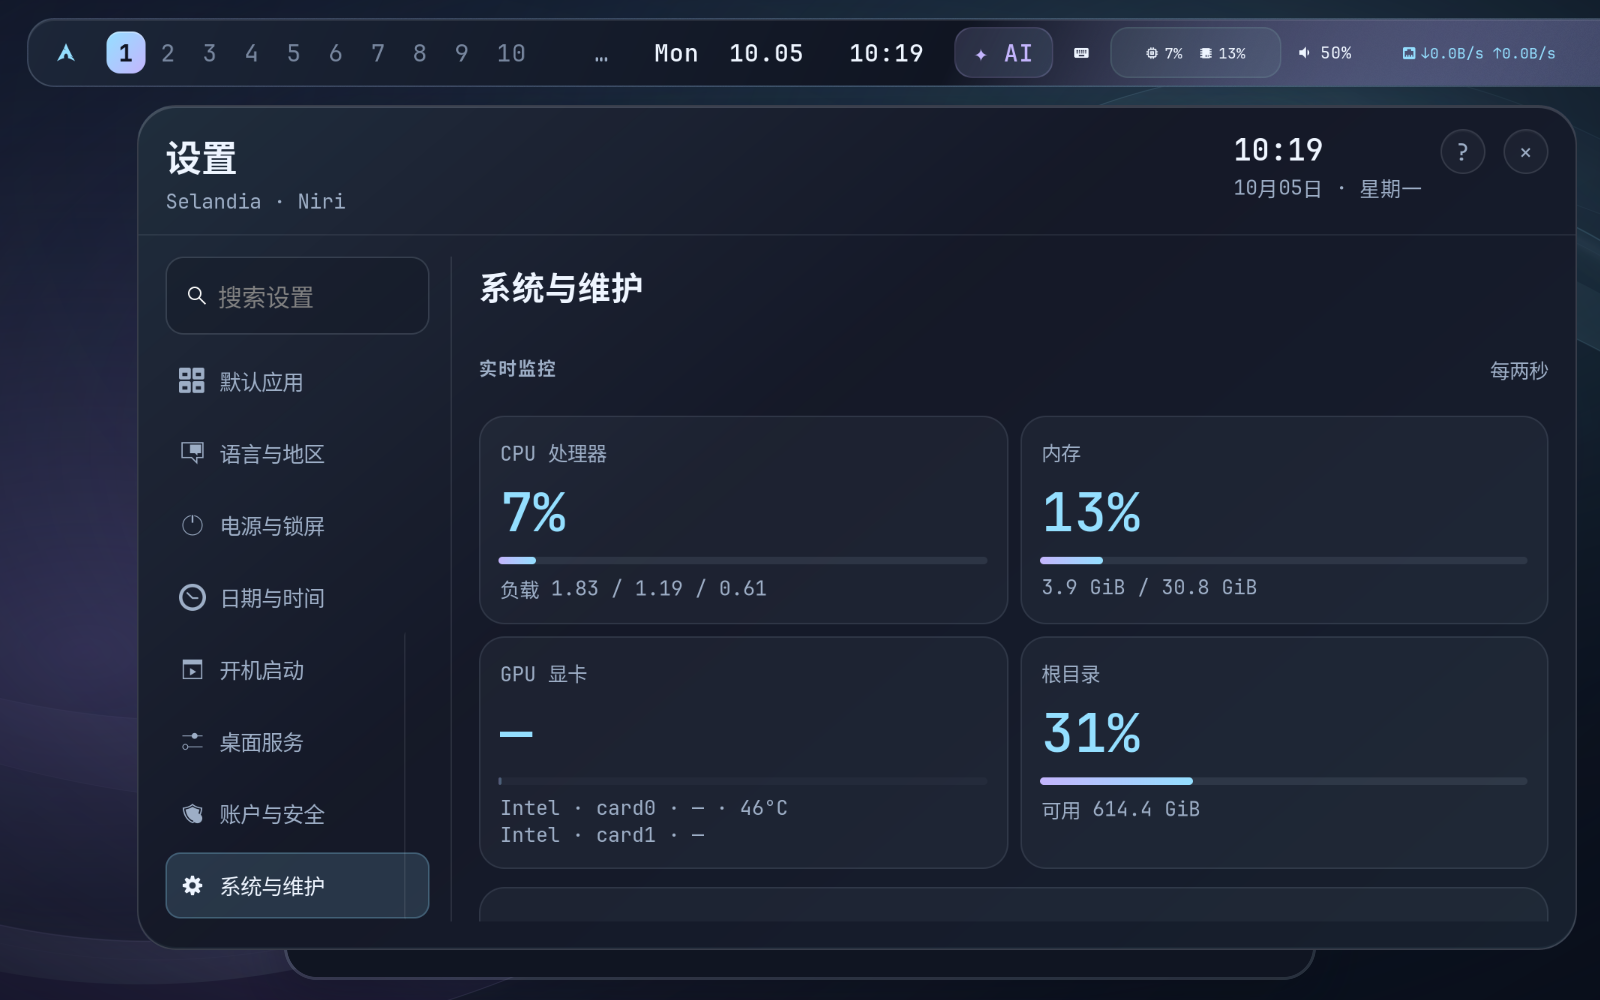 1 2 3 4 5 6 7 8 9 10 … Mon 10.05 10:19 ✦ AI 7% 13% 50% ↓0.0B/s ↑0.0B/s
设置
Selandia · Niri
10:19
10月05日 · 星期一
?
×
搜索设置
默认应用
语言与地区
电源与锁屏
日期与时间
开机启动
桌面服务
账户与安全
系统与维护
系统与维护
实时监控
每两秒
CPU 处理器
7%
负载 1.83 / 1.19 / 0.61
内存
13%
3.9 GiB / 30.8 GiB
GPU 显卡
—
Intel · card0 · — · 46°C
Intel · card1 · —
根目录
31%
可用 614.4 GiB